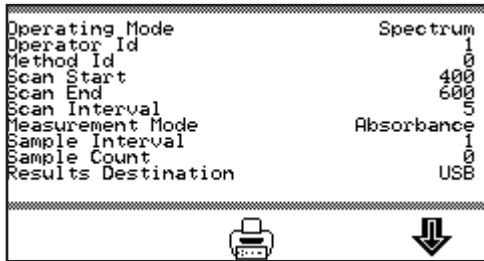 Operating Mode Spectrum
Operator Id 1
Method Id 0
Scan Start 400
Scan End 600
Scan Interval 5
Measurement Mode Absorbance
Sample Interval 1
Sample Count 0
Results Destination USB